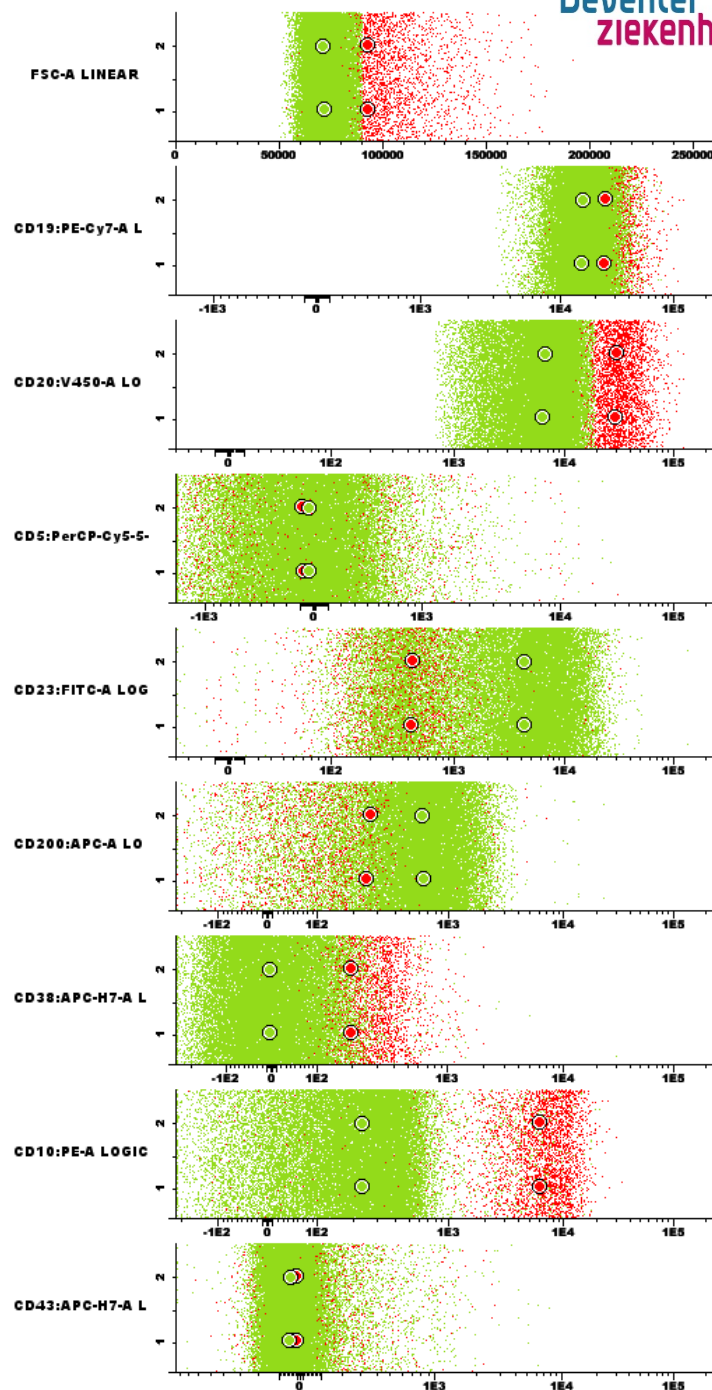 Deventer
ziekenh
2
FSC-A LINEAR
1
0 50000 100000 150000 200000 250000
2
CD19:PE-Cy7-A L
1
-1E3 0 1E3 1E4 1E5
2
CD20:V450-A LO
1
0 1E2 1E3 1E4 1E5
2
CD5:PerCP-Cy5-5-
1
-1E3 0 1E3 1E4 1E5
2
CD23:FITC-A LOG
1
0 1E2 1E3 1E4 1E5
2
CD200:APC-A LO
1
-1E2 0 1E2 1E3 1E4 1E5
2
CD38:APC-H7-A L
1
-1E2 0 1E2 1E3 1E4 1E5
2
CD10:PE-A LOGIC
1
-1E2 0 1E2 1E3 1E4 1E5
2
CD43:APC-H7-A L
1
0 1E3 1E4 1E5